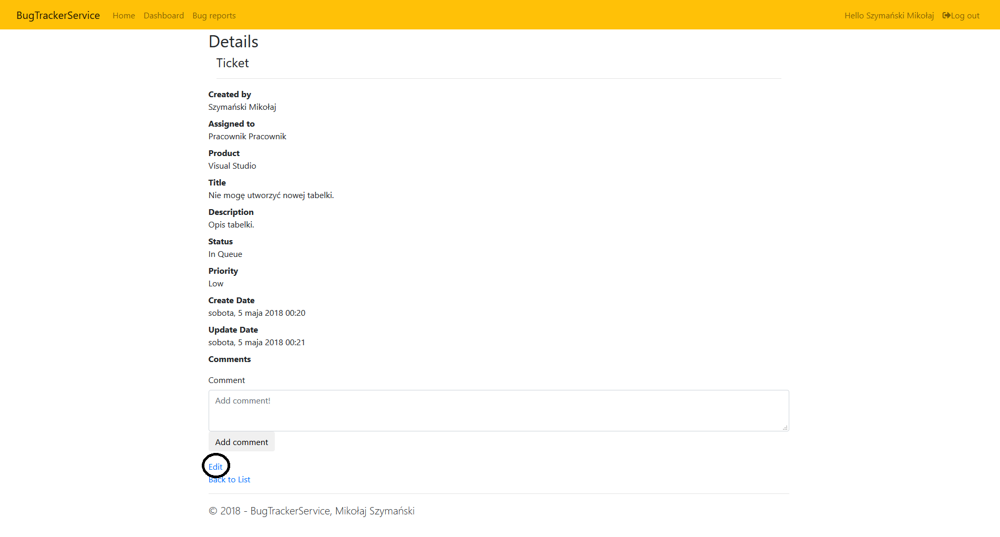 BugTrackerService Home Dashboard Bug reports Hello Szymański Mikołaj Log out
Details
Ticket
Created by
Szymański Mikołaj
Assigned to
Pracownik Pracownik
Product
Visual Studio
Title
Nie mogę utworzyć nowej tabelki.
Description
Opis tabelki.
Status
In Queue
Priority
Low
Create Date
sobota, 5 maja 2018 00:20
Update Date
sobota, 5 maja 2018 00:21
Comments
Comment
Add comment!
Add comment
Edit
Back to List
© 2018 - BugTrackerService, Mikołaj Szymański